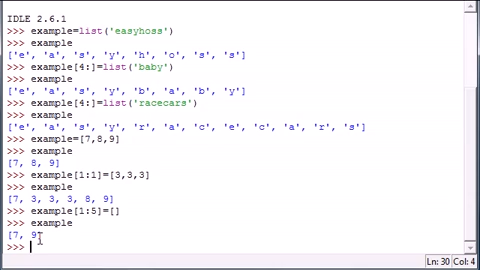 IDLE 2.6.1
>>> example=list('easyhoss')
>>> example
['e', 'a', 's', 'y', 'h', 'o', 's', 's']
>>> example[4:]=list('baby')
>>> example
['e', 'a', 's', 'y', 'b', 'a', 'b', 'y']
>>> example[4:]=list('racecars')
>>> example
['e', 'a', 's', 'y', 'r', 'a', 'c', 'e', 'c', 'a', 'r', 's']
>>> example=[7,8,9]
>>> example
[7, 8, 9]
>>> example[1:1]=[3,3,3]
>>> example
[7, 3, 3, 3, 8, 9]
>>> example[1:5]=[]
>>> example
[7, 9]
>>>
Ln: 30 Col: 4